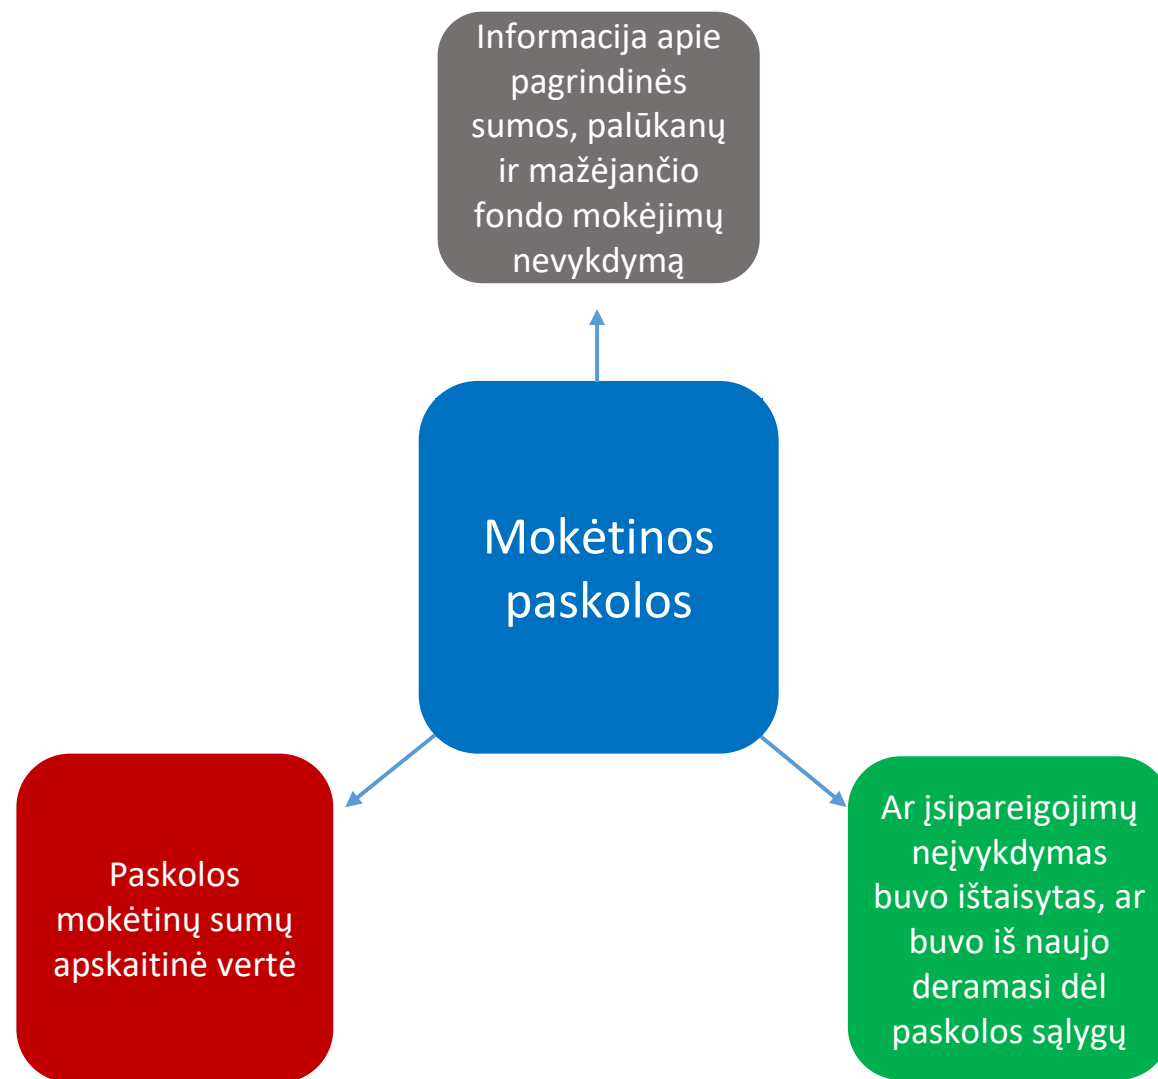 Informacija apie
pagrindinės
sumos, palūkanų
ir mažėjančio
fondo mokėjimų
nevykdymą
Mokėtinos
paskolos
Paskolos
mokėtinų sumų
apskaitinė vertė
Ar įsipareigojimų
neįvykdymas
buvo ištaisytas, ar
buvo iš naujo
deramasi dėl
paskolos sąlygų